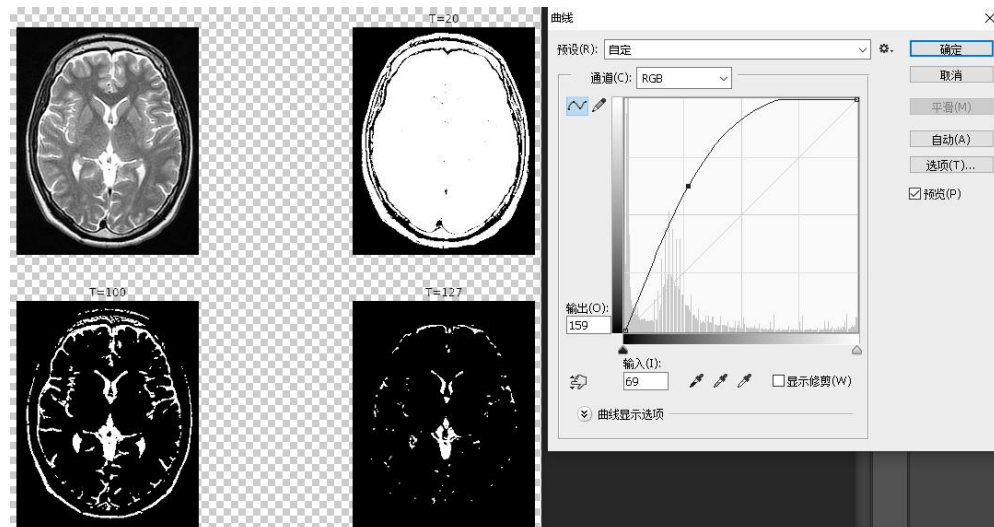 T=20
T=100
T=127
曲线
预设(R): 自定
通道(C): RGB
输出(O):
159
输入(I):
69
显示修剪(W)
曲线显示选项
确定
取消
平滑(M)
自动(A)
选项(T)...
预览(P)